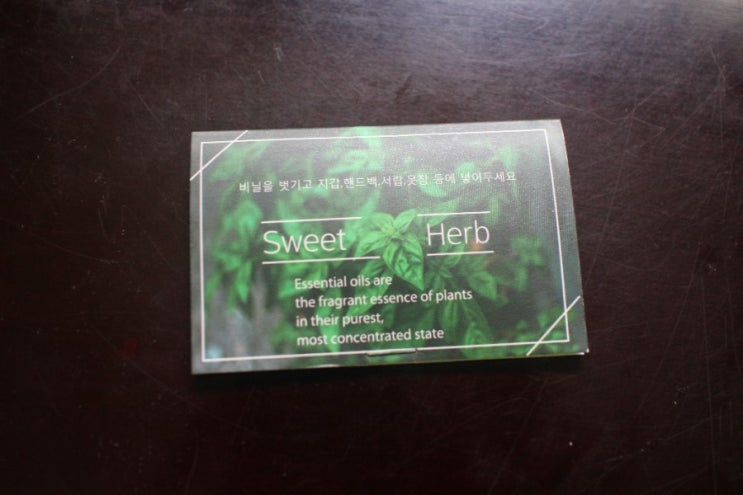 비닐을 벗기고 지갑,핸드백,서랍,옷장 등에 넣어두세요
Sweet Herb
Essential oils are
the fragrant essence of plants
in their purest,
most concentrated state